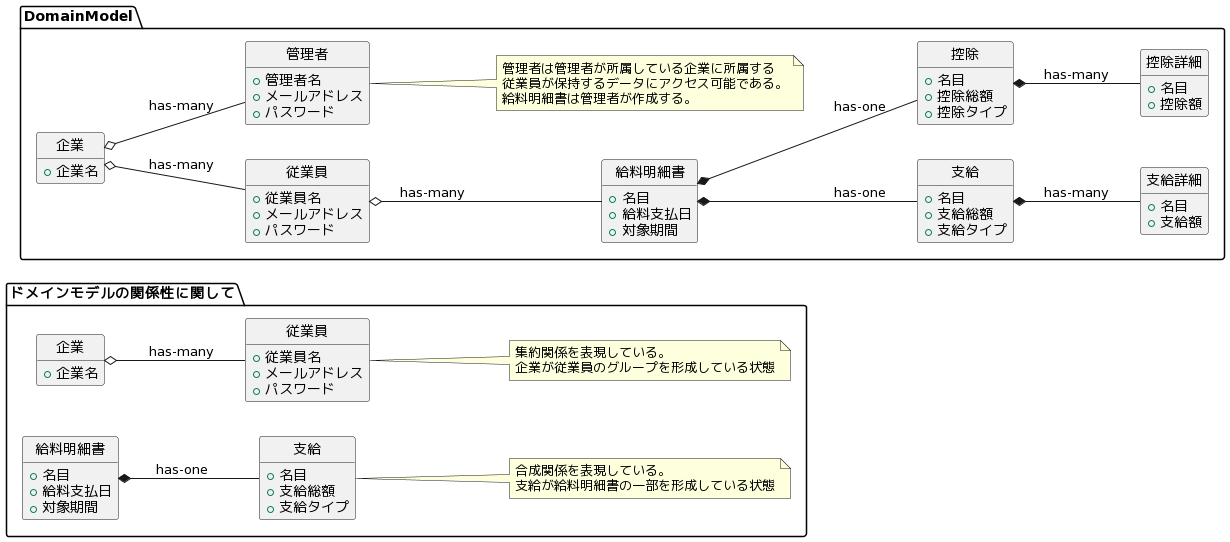 DomainModel
管理者
管理者名
メールアドレス
パスワード
管理者は管理者が所属している企業に所属する
従業員が保持するデータにアクセス可能である。
給料明細書は管理者が作成する。
控除
名目
控除総額
控除タイプ
has-many
控除詳細
名目
控除額
has-many
has-one
企業
企業名
has-many
従業員
従業員名
メールアドレス
パスワード
has-many
給料明細書
名目
給料支払日
対象期間
has-one
支給
名目
支給総額
支給タイプ
has-many
支給詳細
名目
支給額
ドメインモデルの関係性に関して
企業
企業名
has-many
従業員
従業員名
メールアドレス
パスワード
集約関係を表現している。
企業が従業員のグループを形成している状態
給料明細書
名目
給料支払日
対象期間
has-one
支給
名目
支給総額
支給タイプ
合成関係を表現している。
支給が給料明細書の一部を形成している状態